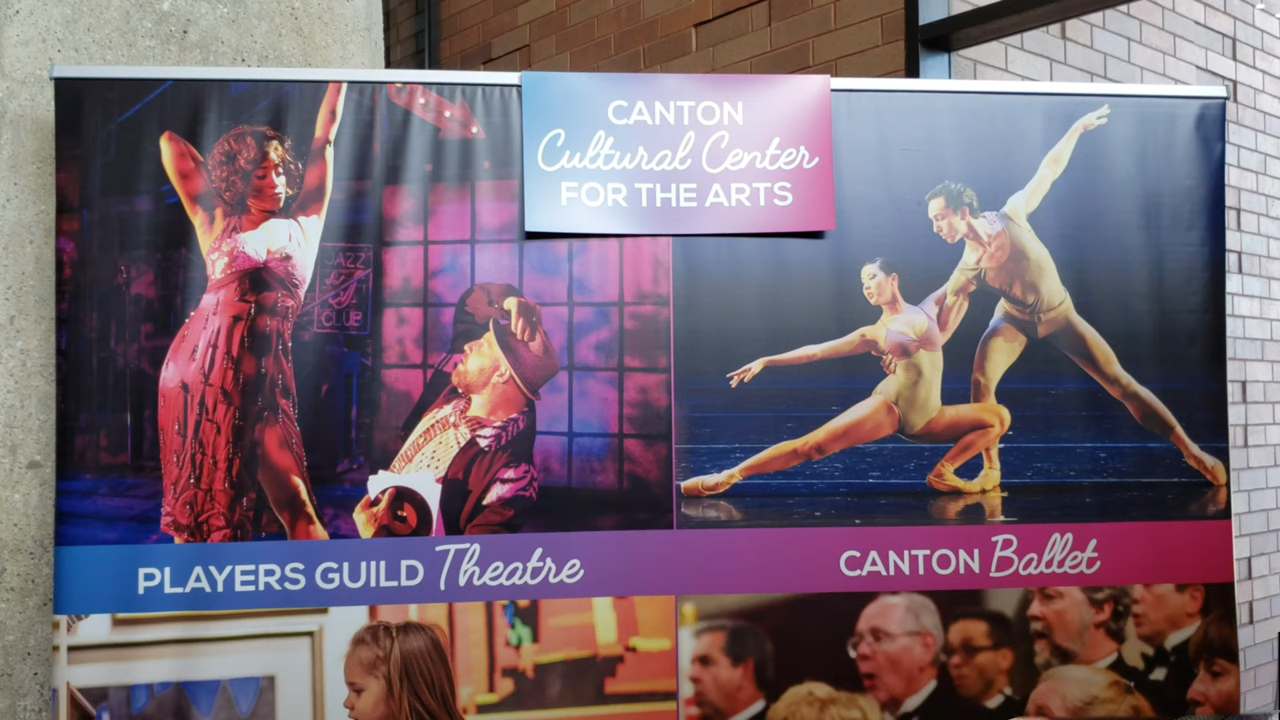 CANTON
Cultural Center
FOR THE ARTS
JAZZ
CLUB
PLAYERS GUILD Theatre
CANTON Ballet